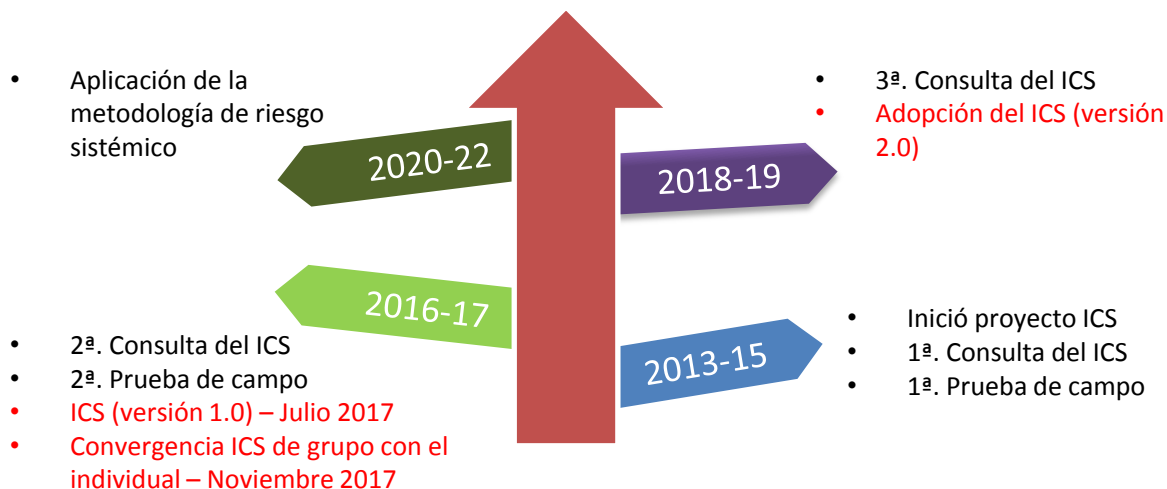 • Aplicación de la
metodología de riesgo
sistémico
2020-22
• 3ª. Consulta del ICS
• Adopción del ICS (versión
2.0)
2018-19
2016-17
• 2ª. Consulta del ICS
• 2ª. Prueba de campo
• ICS (versión 1.0) – Julio 2017
• Convergencia ICS de grupo con el
individual – Noviembre 2017
2013-15
• Inició proyecto ICS
• 1ª. Consulta del ICS
• 1ª. Prueba de campo